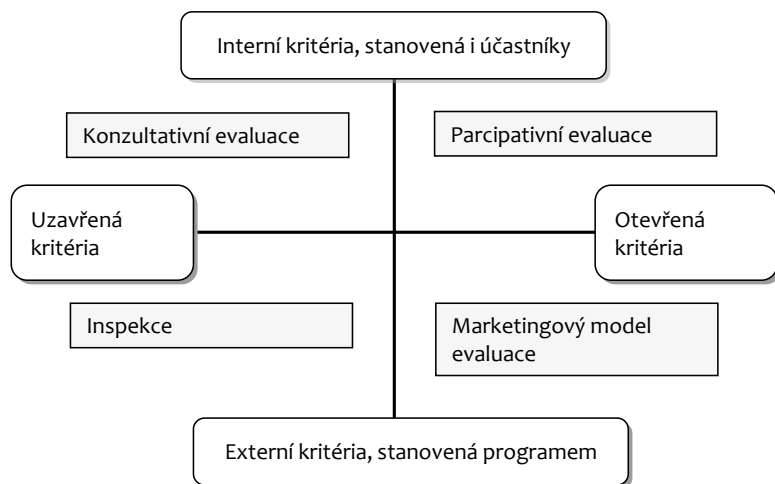 Interní kritéria, stanovená i účastníky
Konzultativní evaluace
Parcipativní evaluace
Uzavřená
kritéria
Otevřená
kritéria
Inspekce
Marketingový model
evaluace
Externí kritéria, stanovená programem